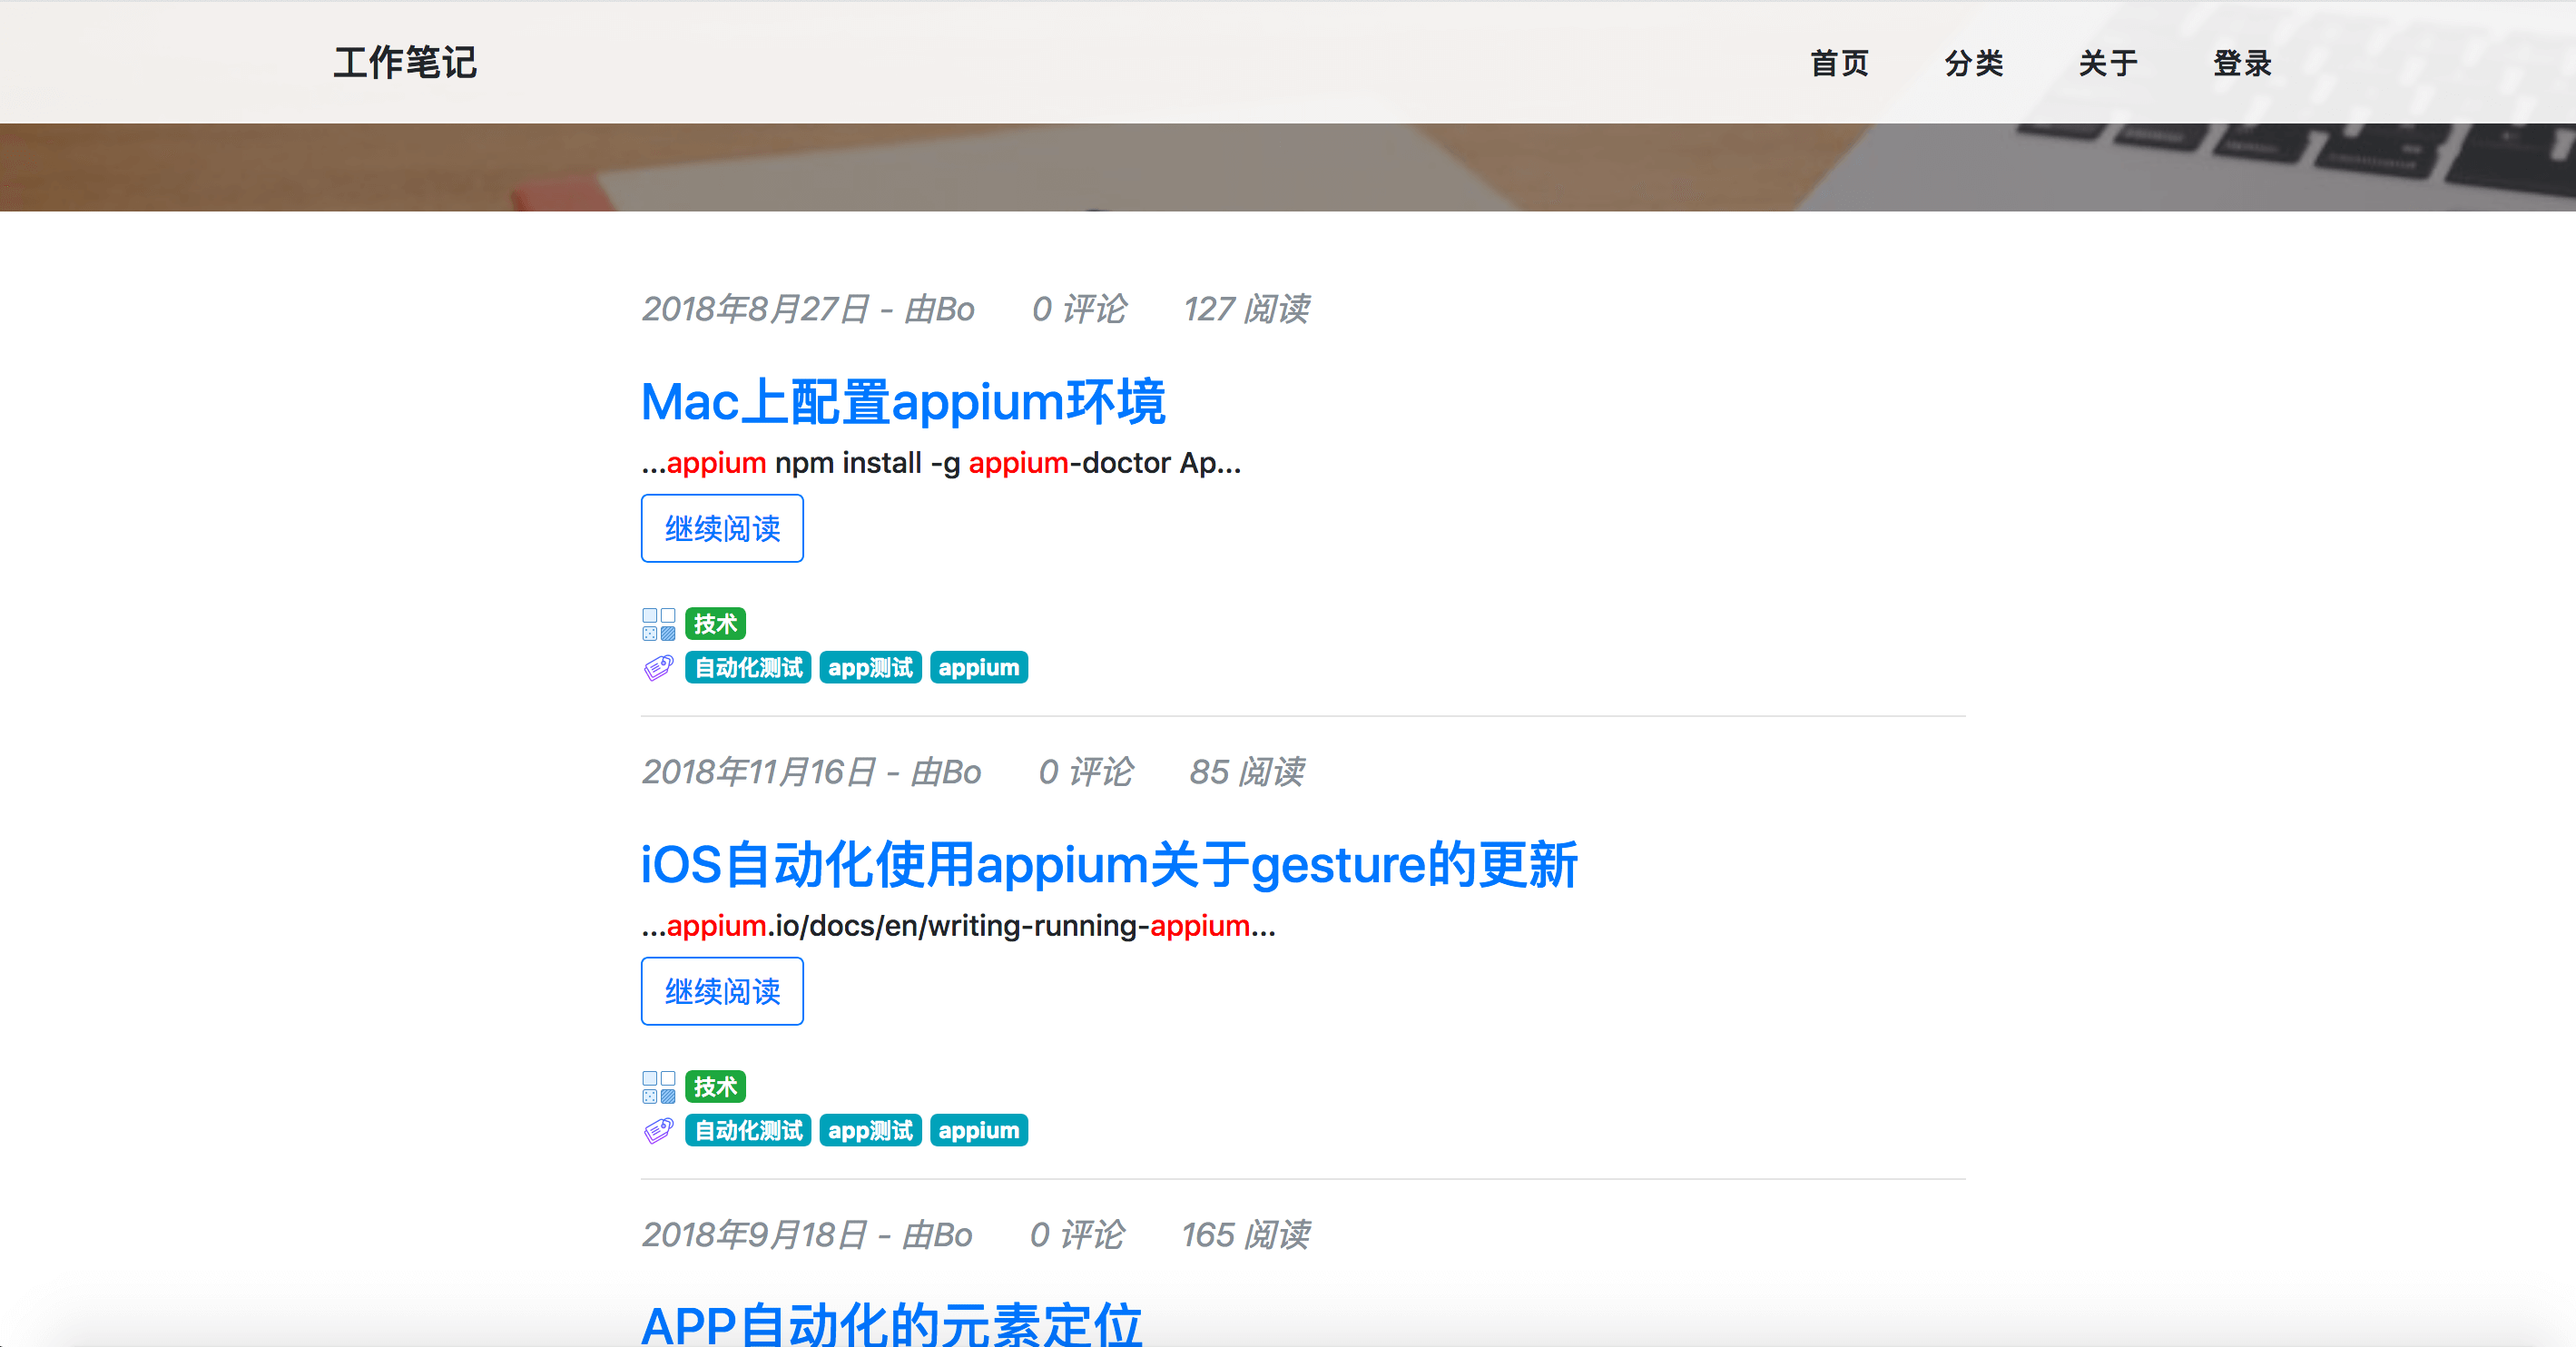 工作笔记 首页 分类 关于 登录
2018年8月27日 - 由Bo 0 评论 127 阅读
Mac上配置appium环境
...appium npm install -g appium-doctor Ap...
继续阅读
技术
自动化测试 app测试 appium
2018年11月16日 - 由Bo 0 评论 85 阅读
iOS自动化使用appium关于gesture的更新
...appium.io/docs/en/writing-running-appium...
继续阅读
技术
自动化测试 app测试 appium
2018年9月18日 - 由Bo 0 评论 165 阅读
APP自动化的元素定位